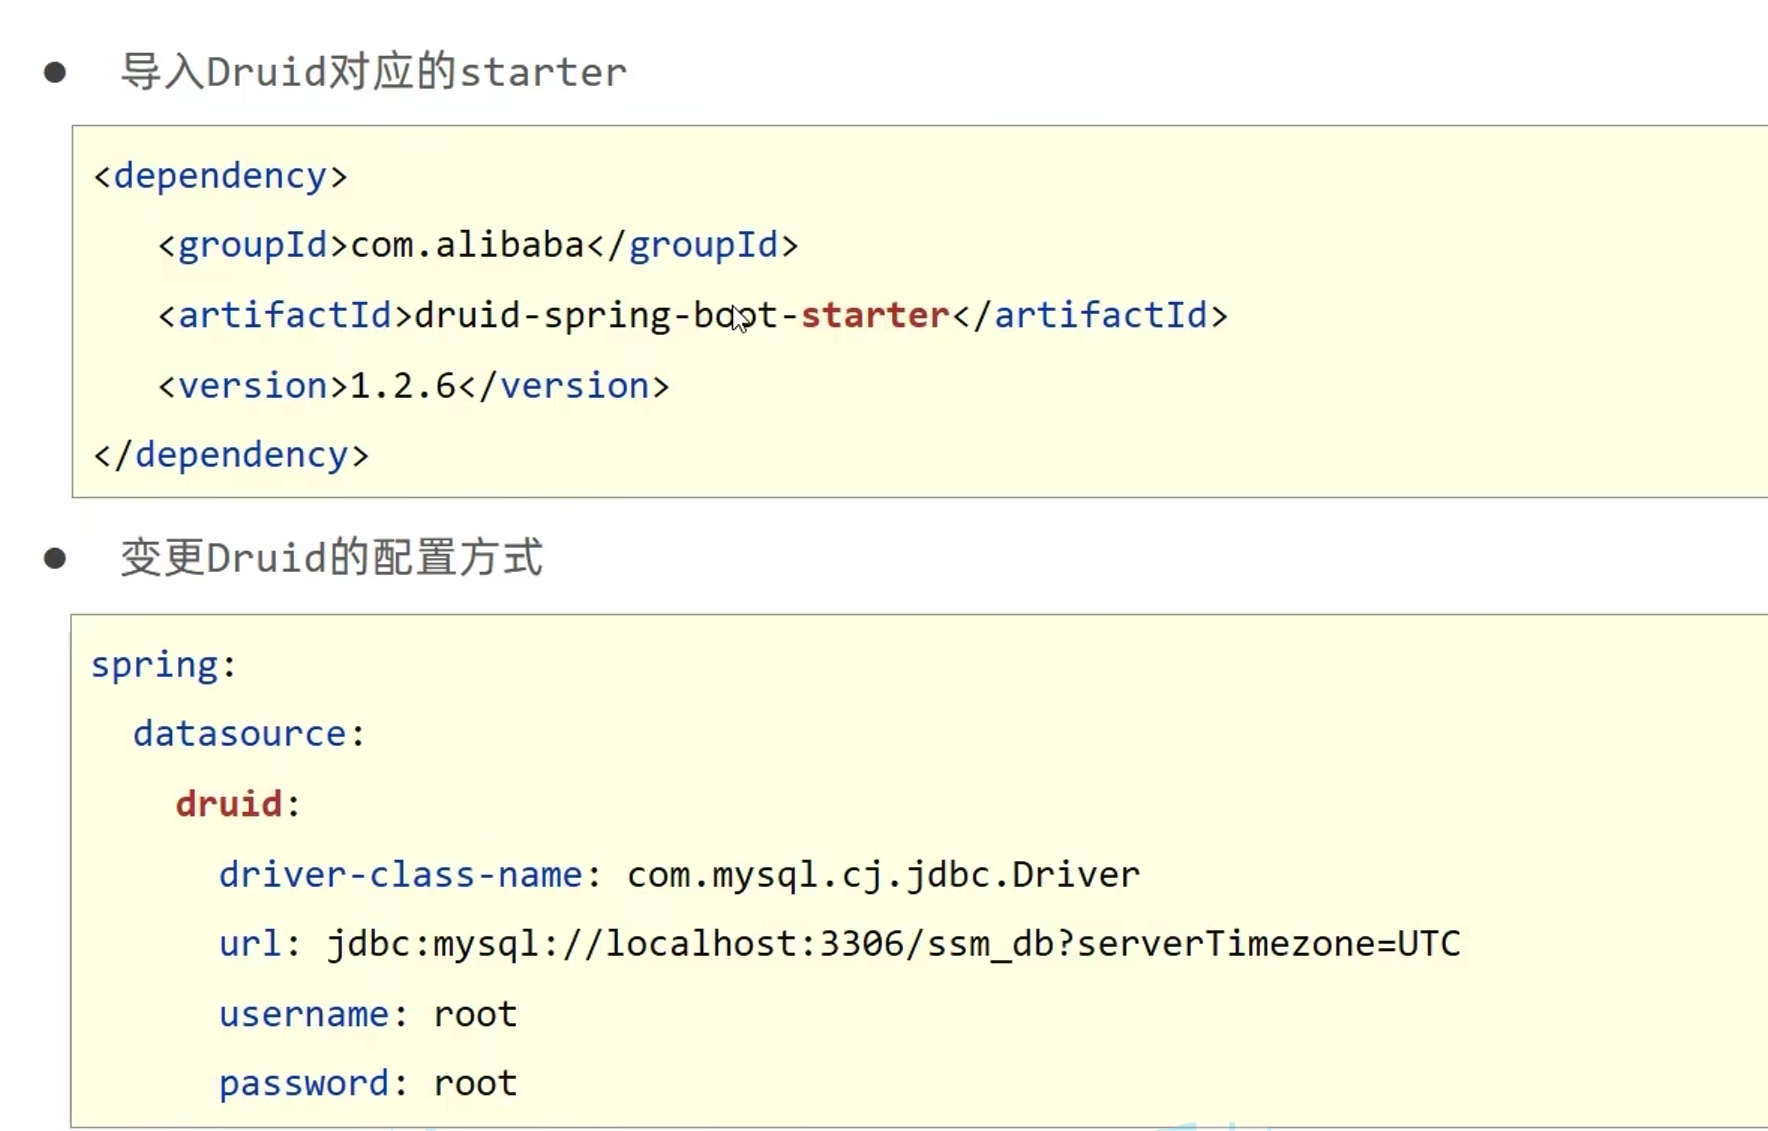 ● 导入Druid对应的starter
<dependency>
<groupId>com.alibaba</groupId>
<artifactId>druid-spring-boot-starter</artifactId>
<version>1.2.6</version>
</dependency>
● 变更Druid的配置方式
spring:
datasource:
druid:
driver-class-name: com.mysql.cj.jdbc.Driver
url: jdbc:mysql://localhost:3306/ssm_db?serverTimezone=UTC
username: root
password: root